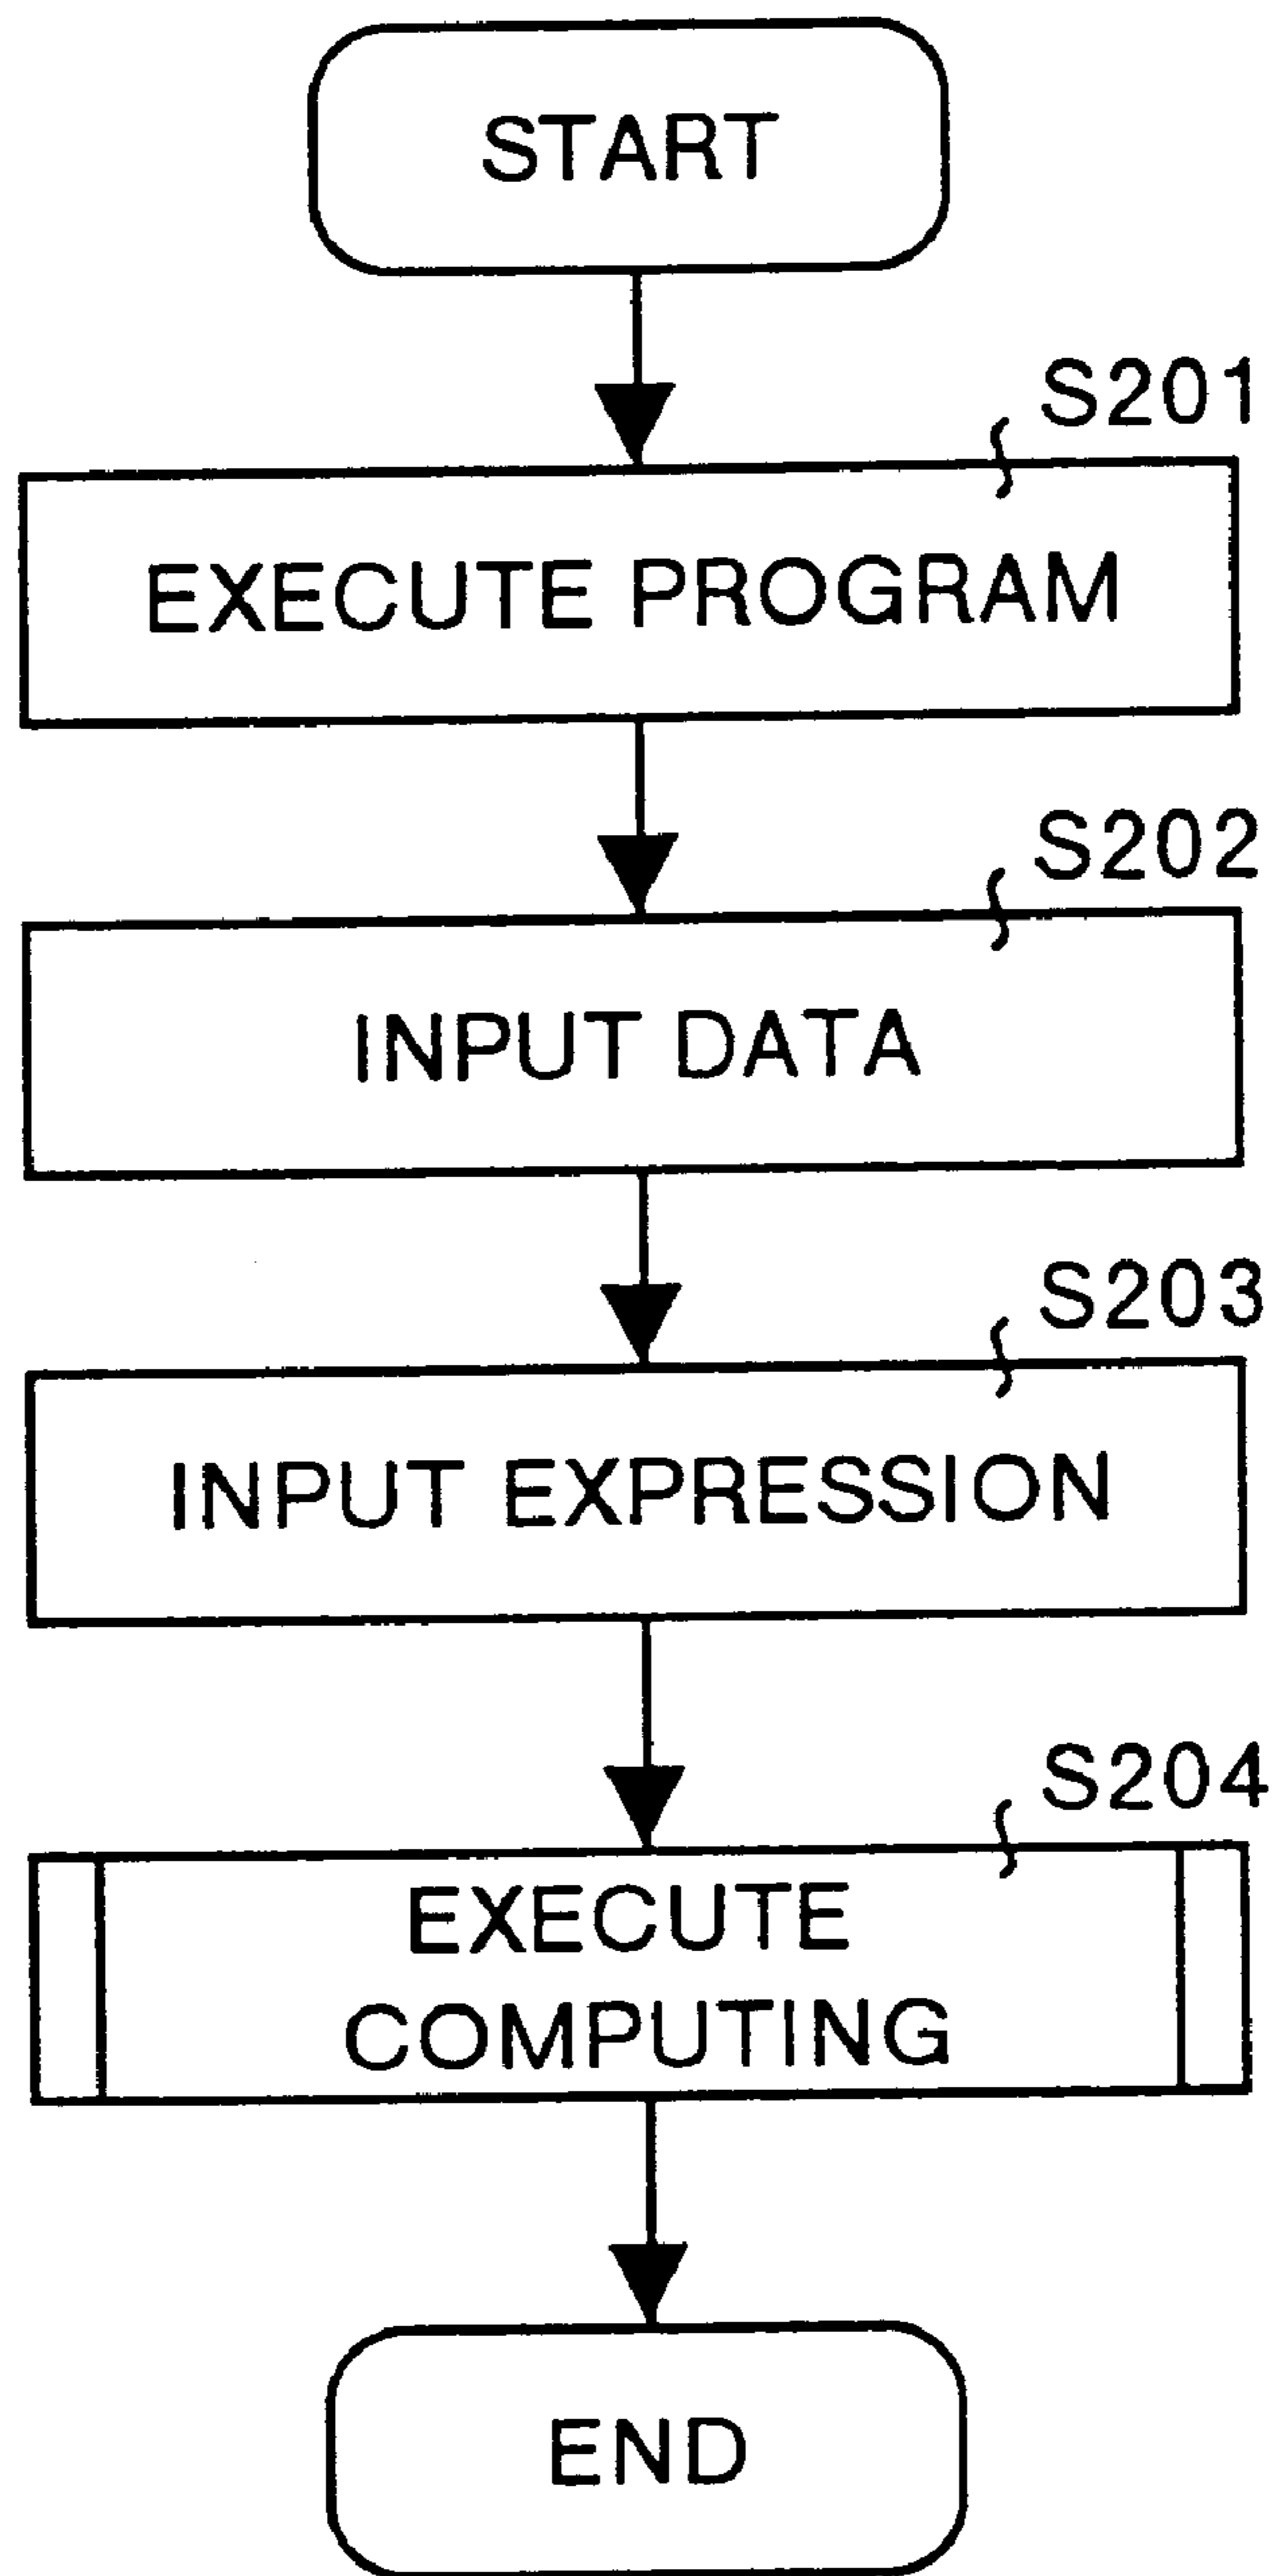 START
S201
EXECUTE PROGRAM
S202
INPUT DATA
S203
INPUT EXPRESSION
S204
EXECUTE
COMPUTING
END